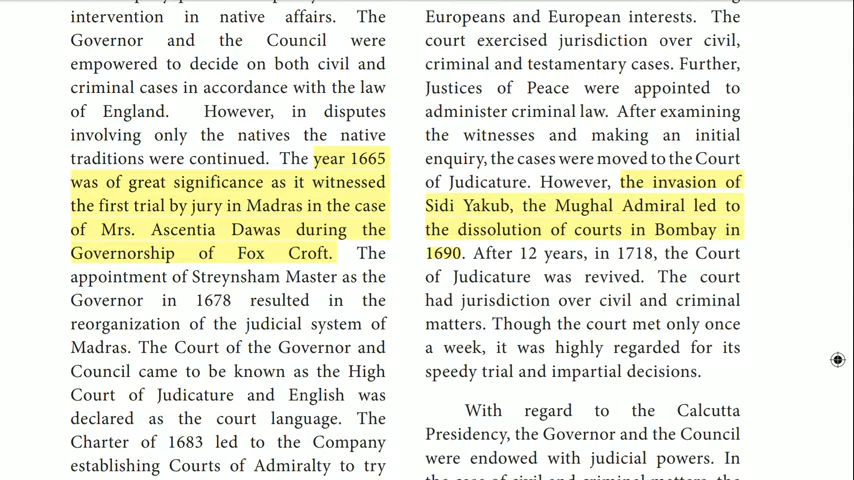 intervention in native affairs. The
Governor and the Council were
empowered to decide on both civil and
criminal cases in accordance with the law
of England. However, in disputes
involving only the natives the native
traditions were continued. The year 1665
was of great significance as it witnessed
the first trial by jury in Madras in the case
of Mrs. Ascentia Dawas during the
Governorship of Fox Croft. The
appointment of Streynsham Master as the
Governor in 1678 resulted in the
reorganization of the judicial system of
Madras. The Court of the Governor and
Council came to be known as the High
Court of Judicature and English was
declared as the court language. The
Charter of 1683 led to the Company
establishing Courts of Admiralty to try
Europeans and European interests. The
court exercised jurisdiction over civil,
criminal and testamentary cases. Further,
Justices of Peace were appointed to
administer criminal law. After examining
the witnesses and making an initial
enquiry, the cases were moved to the Court
of Judicature. However, the invasion of
Sidi Yakub, the Mughal Admiral led to
the dissolution of courts in Bombay in
1690. After 12 years, in 1718, the Court
of Judicature was revived. The court
had jurisdiction over civil and criminal
matters. Though the court met only once
a week, it was highly regarded for its
speedy trial and impartial decisions.
With regard to the Calcutta
Presidency, the Governor and the Council
were endowed with judicial powers. In